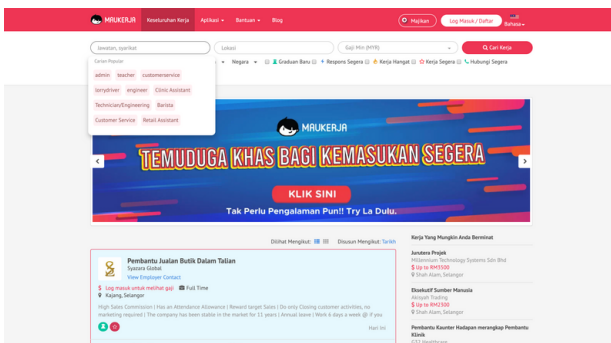 MAUKERJA Keseluruhan Kerja Aplikasi Bantuan Blog Majikan Log Masuk / Daftar Bahasa
Jawatan, syarikat Lokasi Gaji Min (MYR) Cari Kerja
Carian Popular Negara Graduan Baru Respons Segera Kerja Hangat Kerja Segera Hubungi Segera
admin teacher customerservice
lorrydriver engineer Clinic Assistant
Technician/Engineering Barista
Customer Service Retail Assistant
MAUKERJA
TEMUDUGA KHAS BAGI KEMASUKAN SEGERA
KLIK SINI
Tak Perlu Pengalaman Pun!! Try La Dulu.
Dilihat Mengikut: Disusun Mengikut: Tarikh
Pembantu Jualan Butik Dalam Talian
Syazara Global
View Employer Contact
$ Log masuk untuk melihat gaji Full Time
Kajang, Selangor
High Sales Commission | Has an Attendance Allowance | Reward target Sales | Do only Closing customer activities, no
marketing required | The company has been stable in the market for 11 years | Annual leave | Work 6 days a week @ if you
Hari ini
Kerja Yang Mungkin Anda Berminat
Jurutera Projek
Millennium Technology Systems Sdn Bhd
$ Up to RM3500
Shah Alam, Selangor
Eksekutif Sumber Manusia
Trading
$ Up to RM2500
Shah Alam, Selangor
Pembantu Kaunter Hadapan merangkap Pembantu
Klinik